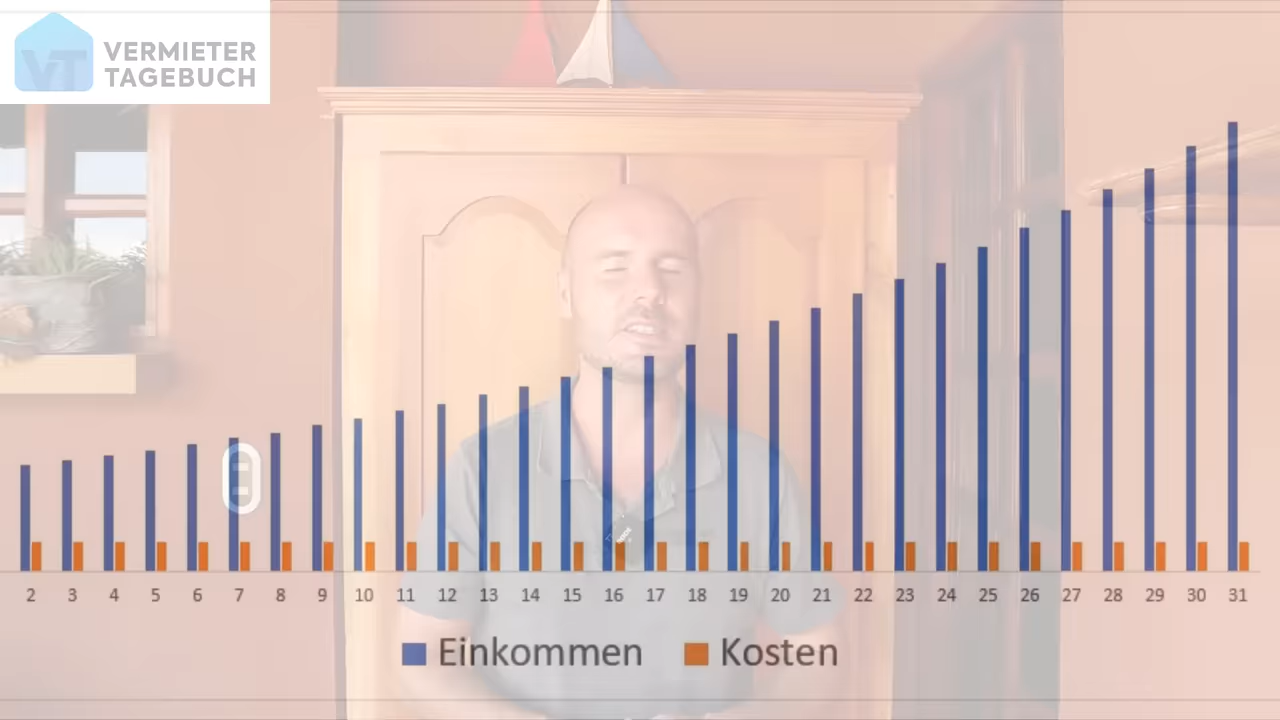 VT VERMIETER
TAGEBUCH
2 3 4 5 6 7 8 9 10 11 12 13 14 15 16 17 18 19 20 21 22 23 24 25 26 27 28 29 30 31
Einkommen Kosten